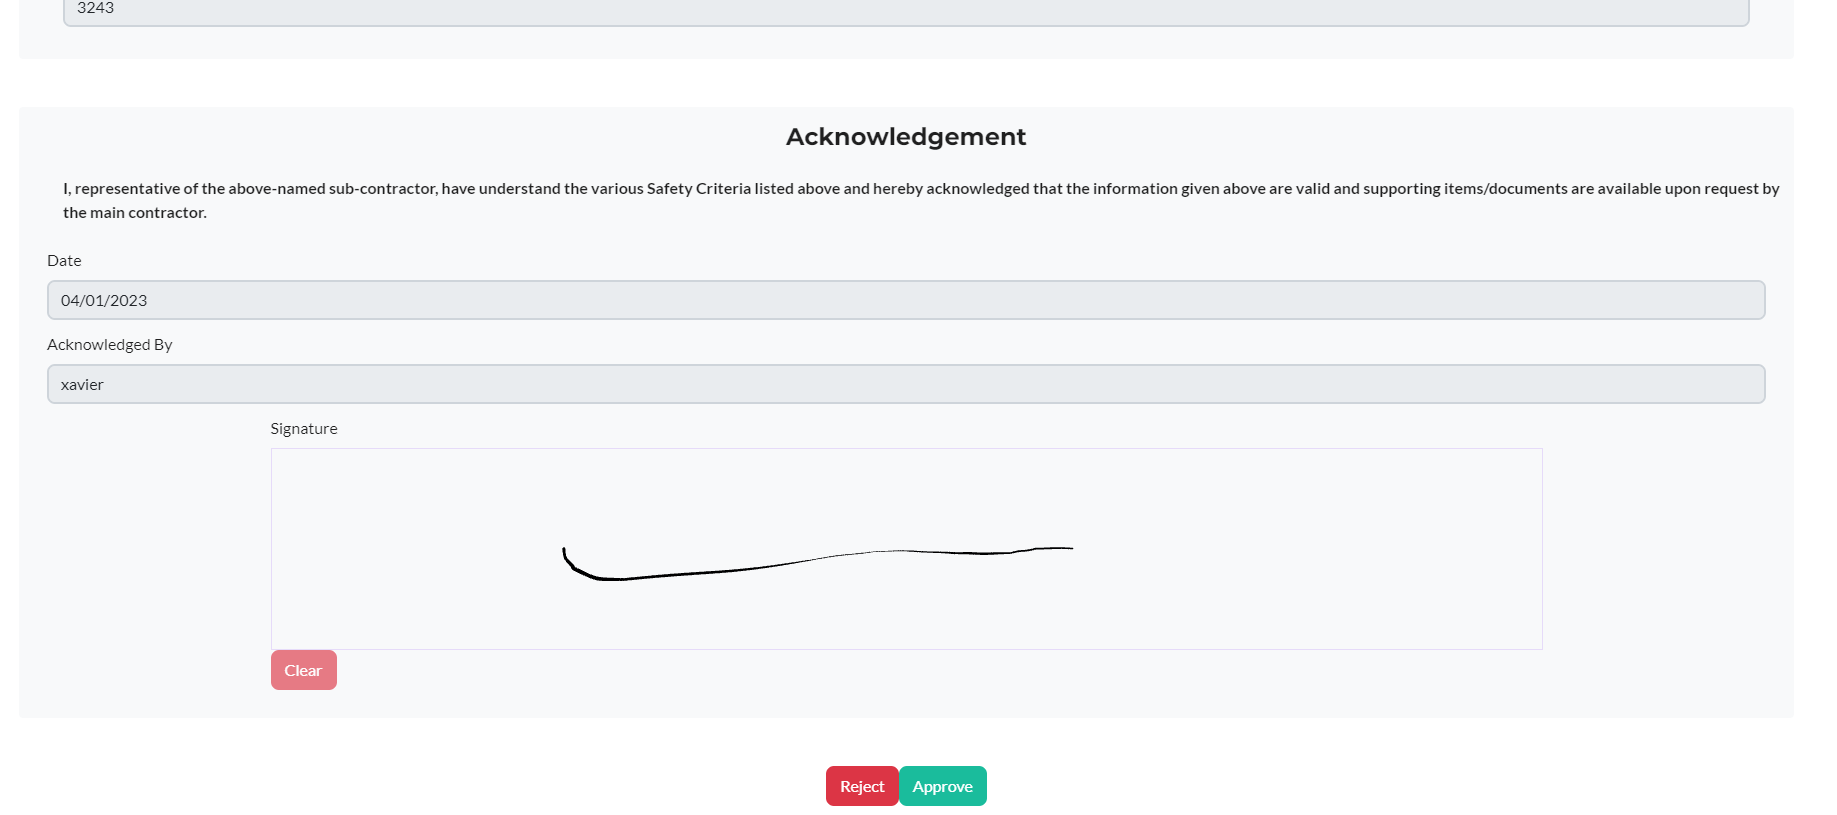 3243
Acknowledgement
I, representative of the above-named sub-contractor, have understand the various Safety Criteria listed above and hereby acknowledged that the information given above are valid and supporting items/documents are available upon request by
the main contractor.
Date
04/01/2023
Acknowledged By
xavier
Signature
Clear
Reject Approve